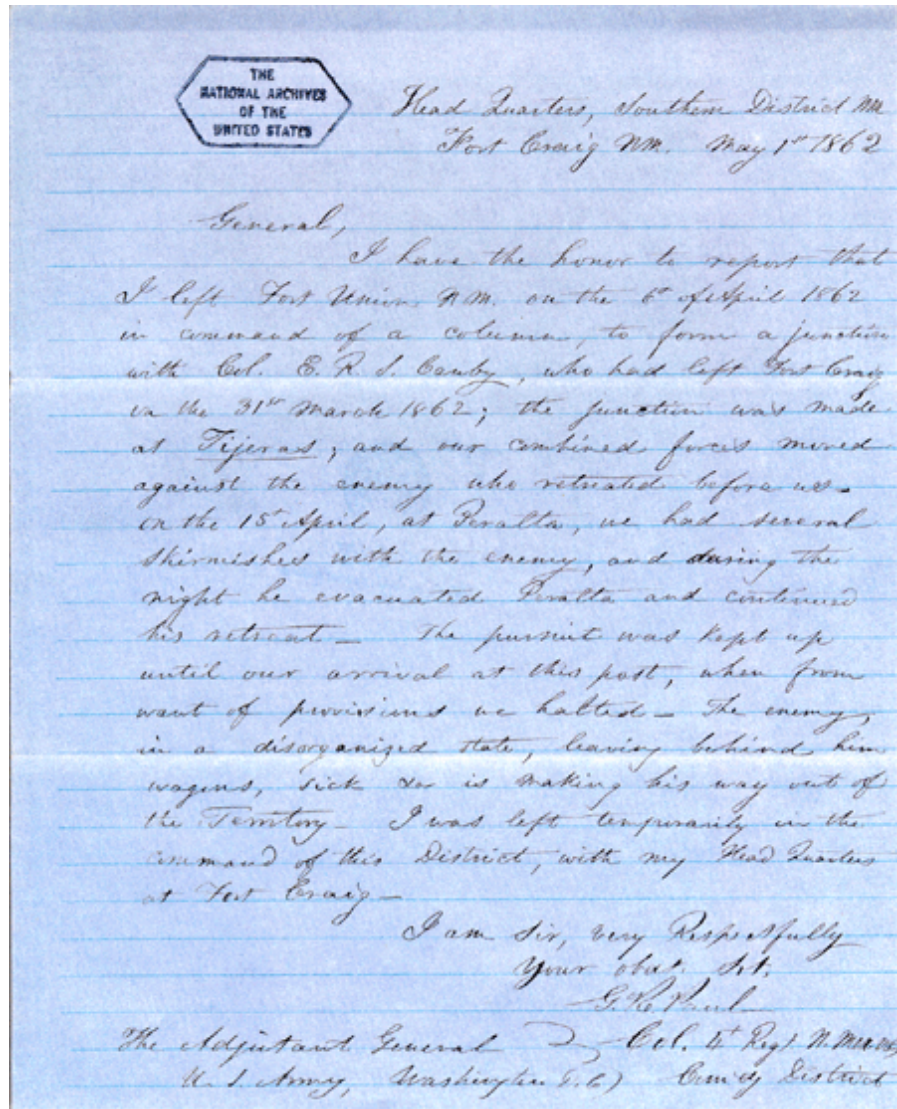 THE
NATIONAL ARCHIVES
OF THE
UNITED STATES
Head Quarters, Southern District NM
Fort Craig NM. May 1st 1862
General,
I have the honor to report that
I left Fort Union N.M. on the 6th of April 1862
in command of a column, to form a junction
with Col. E. R. S. Canby, who had left Fort Craig
on the 31st March 1862; the junction was made
at Tijeras; and our combined forces moved
against the enemy who retreated before us -
on the 15th April, at Peralta, we had several
skirmishes with the enemy, and during the
night he evacuated Peralta and continued
his retreat - The pursuit was kept up
until our arrival at this post, when from
want of provisions we halted - The enemy,
in a disorganized state, leaving behind him
wagons, sick &c is making his way out of
the Territory - I was left temporarily in the
command of this District, with my Head Quarters
at Fort Craig -
I am Sir, very Respectfully
Your obdt. Svt.
G. R. Paul
The Adjutant General } Col. 4th Regt N. Mex
U. S. Army, Washington D.C.) Comdg District